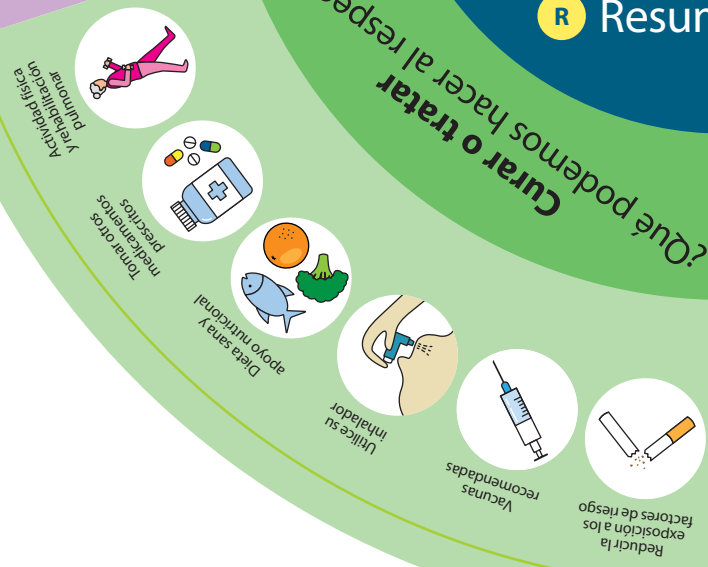 R Resum
¿Qué podemos hacer al respec
Curar o tratar
Reducir la
exposición a los
factores de riesgo
Vacunas
recomendadas
Utilice su
inhalador
Dieta sana y
apoyo nutricional
Tomar otros
medicamentos
prescritos
Actividad física
y rehabilitación
pulmonar